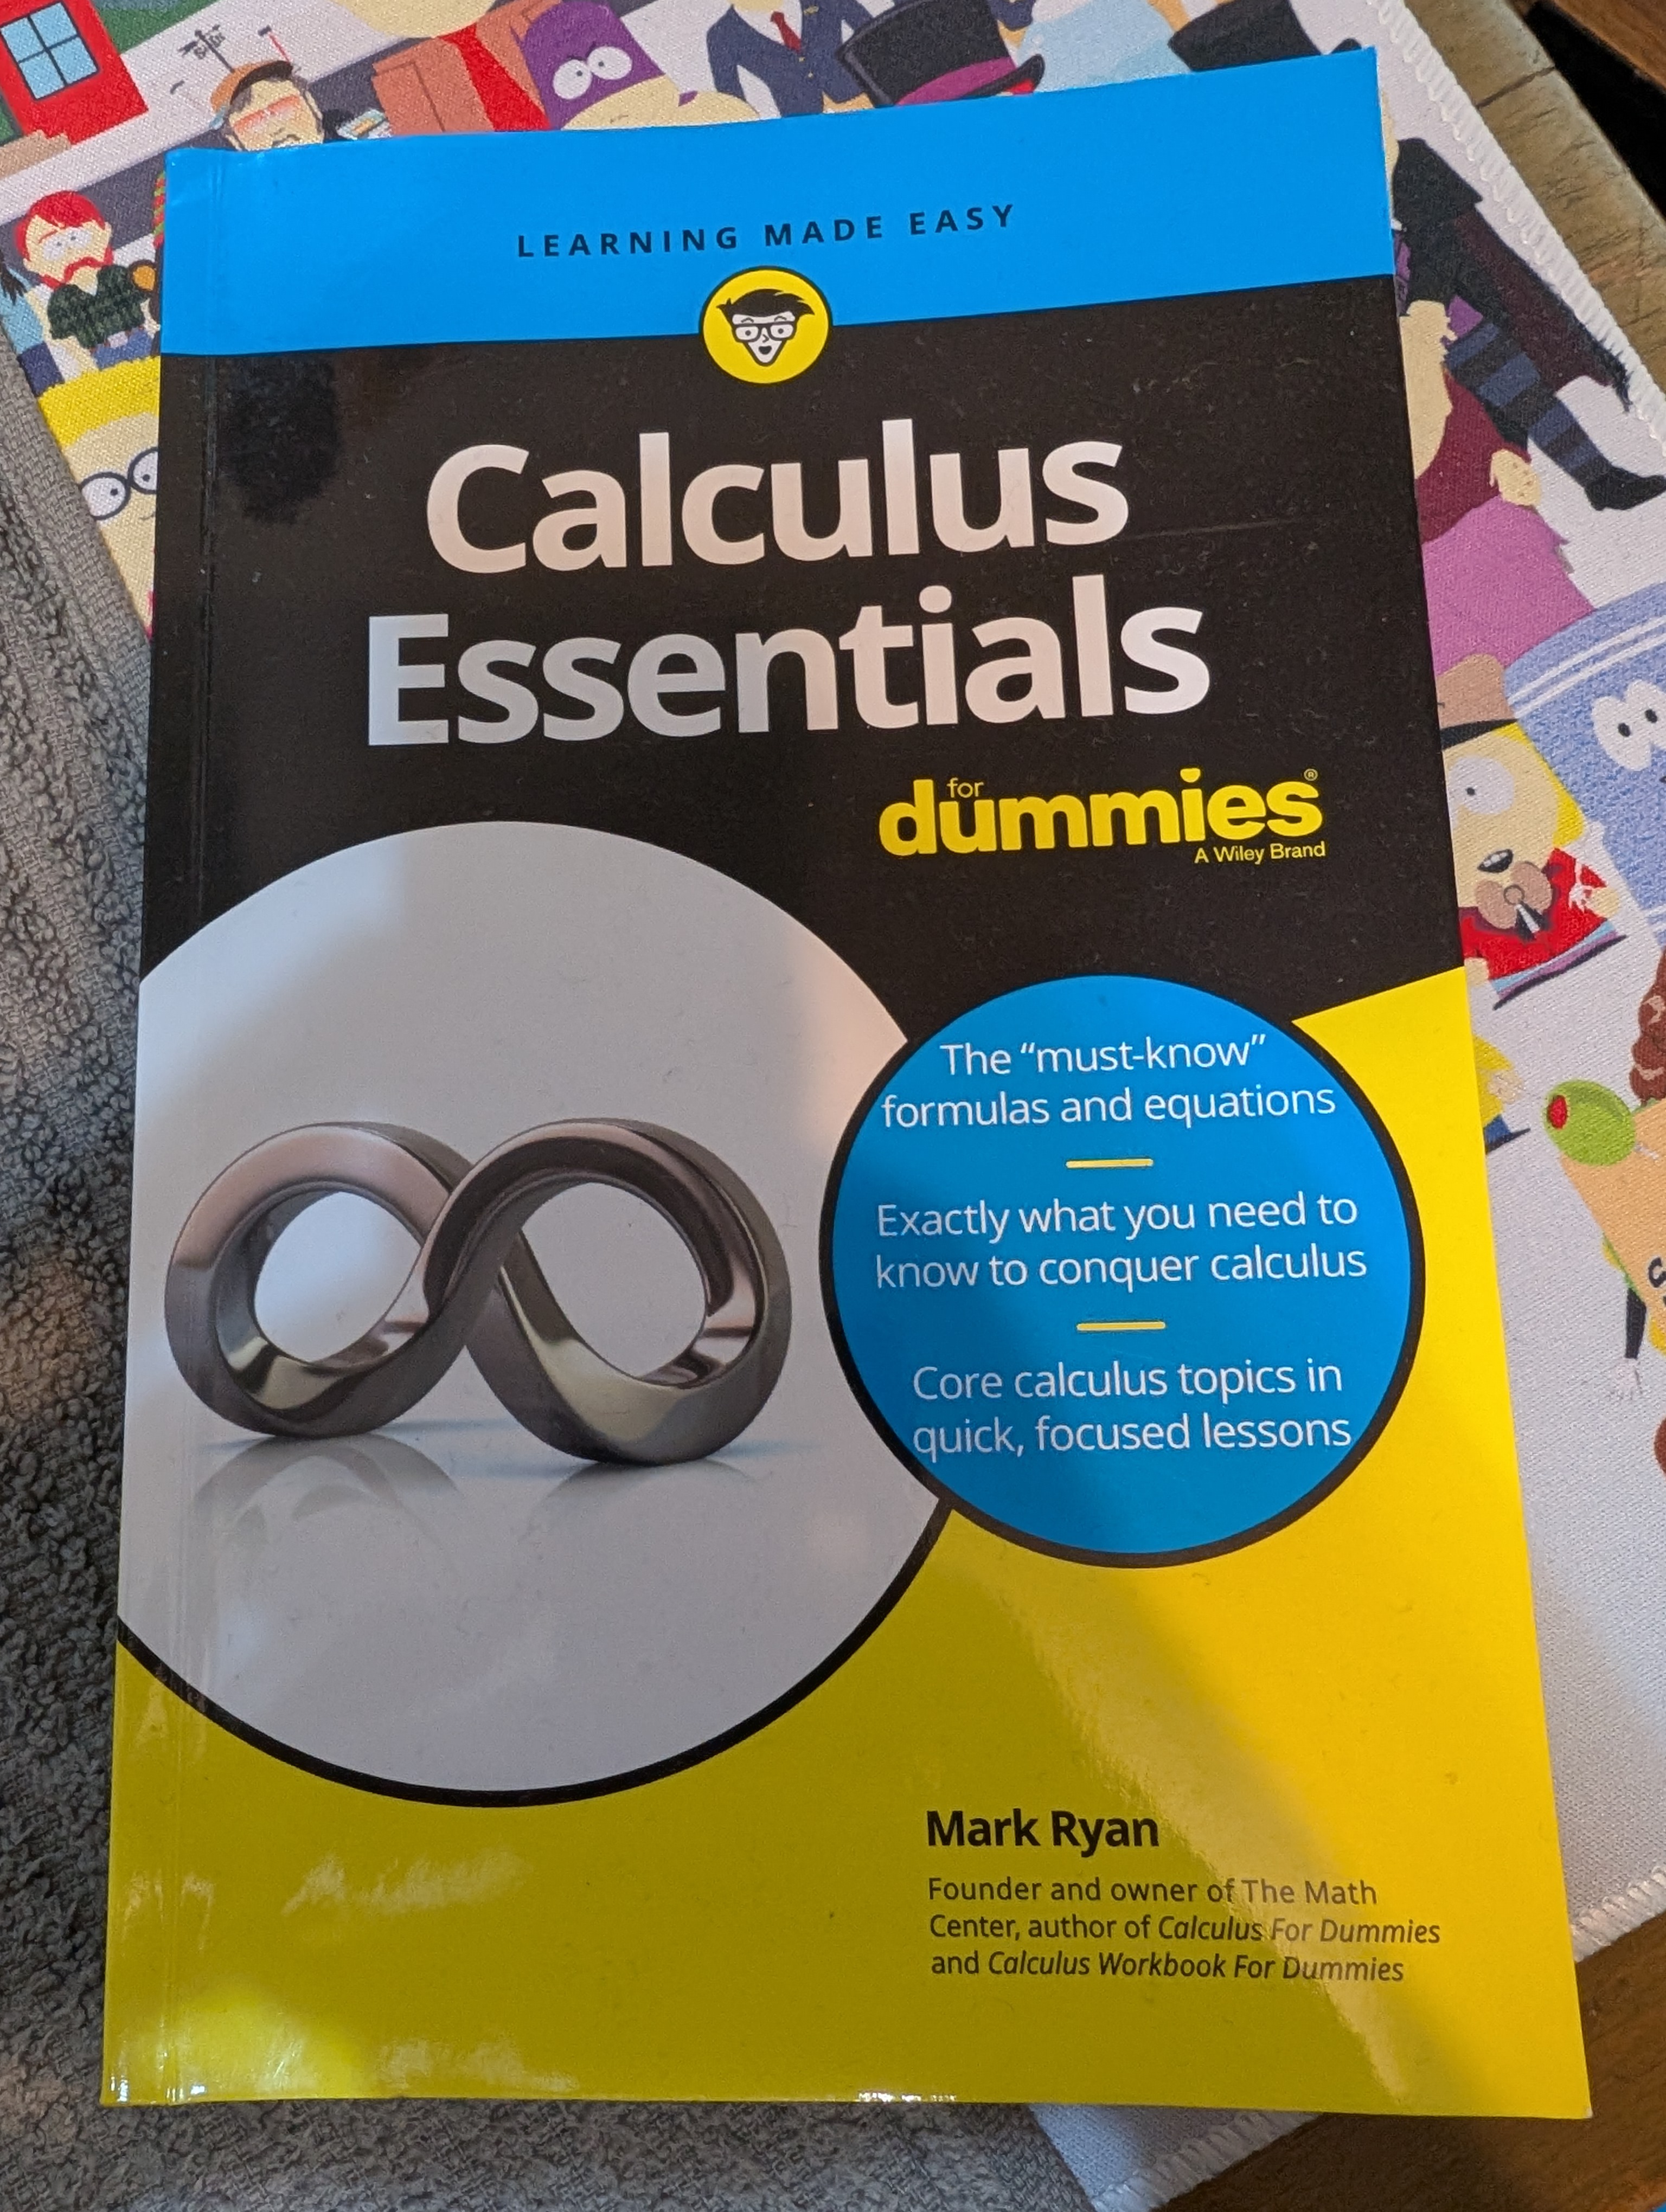 LEARNING MADE EASY
Calculus
Essentials
for
dummies®
A Wiley Brand
The “must-know”
formulas and equations
Exactly what you need to
know to conquer calculus
Core calculus topics in
quick, focused lessons
Mark Ryan
Founder and owner of The Math
Center, author of Calculus For Dummies
and Calculus Workbook For Dummies